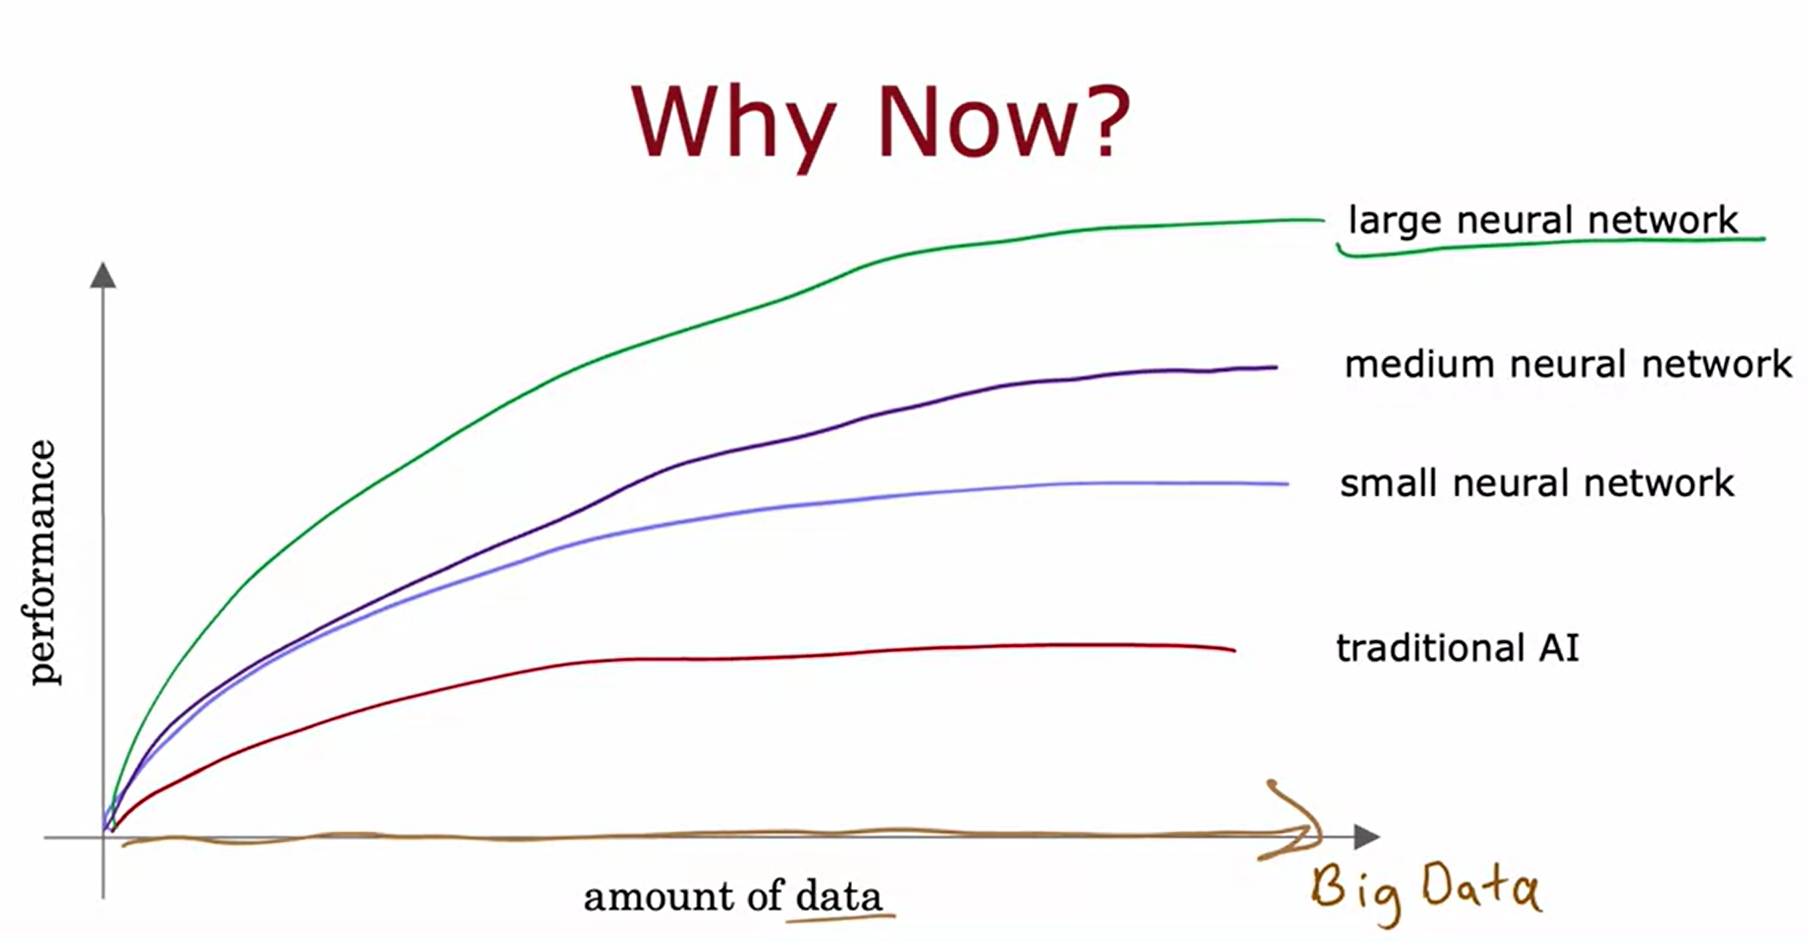 Why Now?
large neural network
medium neural network
small neural network
traditional AI
performance
amount of data
Big Data